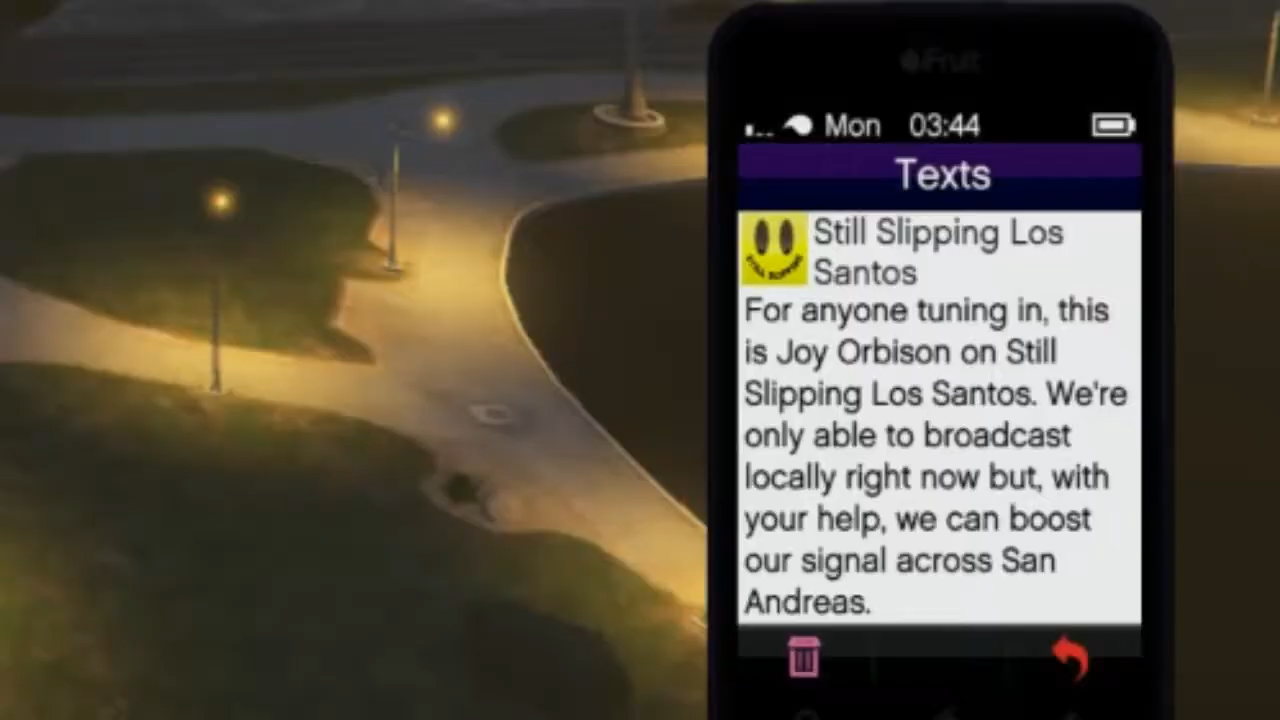 Fruit
Mon 03:44
Texts
Still Slipping Los
Santos
For anyone tuning in, this
is Joy Orbison on Still
Slipping Los Santos. We're
only able to broadcast
locally right now but, with
your help, we can boost
our signal across San
Andreas.